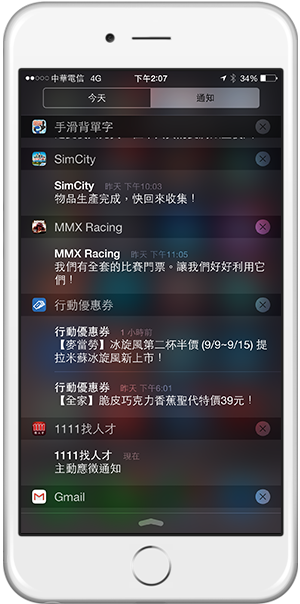 中華電信 4G 下午2:07 34%
今天 通知
手滑背單字
SimCity
SimCity 昨天 下午10:03
物品生產完成，快回來收集！
MMX Racing
MMX Racing 昨天 下午11:05
我們有全套的比賽門票。讓我們好好利用它
們！
行動優惠券
行動優惠券 1 小時前
【麥當勞】冰旋風第二杯半價 (9/9~9/15) 提
拉米蘇冰旋風新上市！
行動優惠券 昨天 下午6:01
【全家】脆皮巧克力香蕉聖代特價39元！
1111找人才
1111找人才 現在
主動應徵通知
Gmail